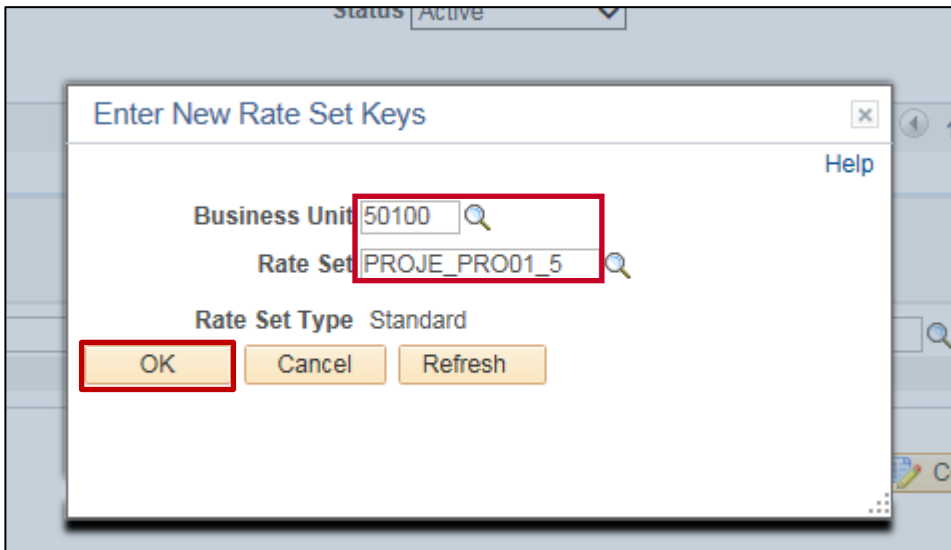 Status Active
Enter New Rate Set Keys
Help
Business Unit 50100
Rate Set PROJE_PRO01_5
Rate Set Type Standard
OK Cancel Refresh
C